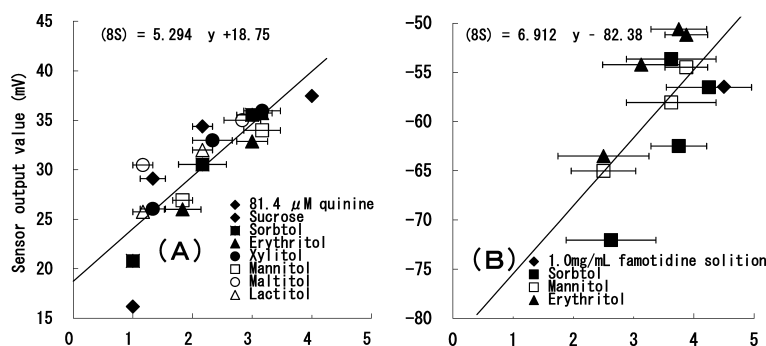 (8S) = 5.294 y +18.75
Sensor output value (mV)
45
40
35
30
25
20
15
0 1 2 3 4 5
(A)
81.4 μM quinine
Sucrose
Sorbtol
Erythritol
Xylitol
Mannitol
Maltitol
Lactitol
(8S) = 6.912 y - 82.38
-50
-55
-60
-65
-70
-75
-80
0 1 2 3 4 5
(B)
1.0mg/mL famotidine solition
Sorbtol
Mannitol
Erythritol